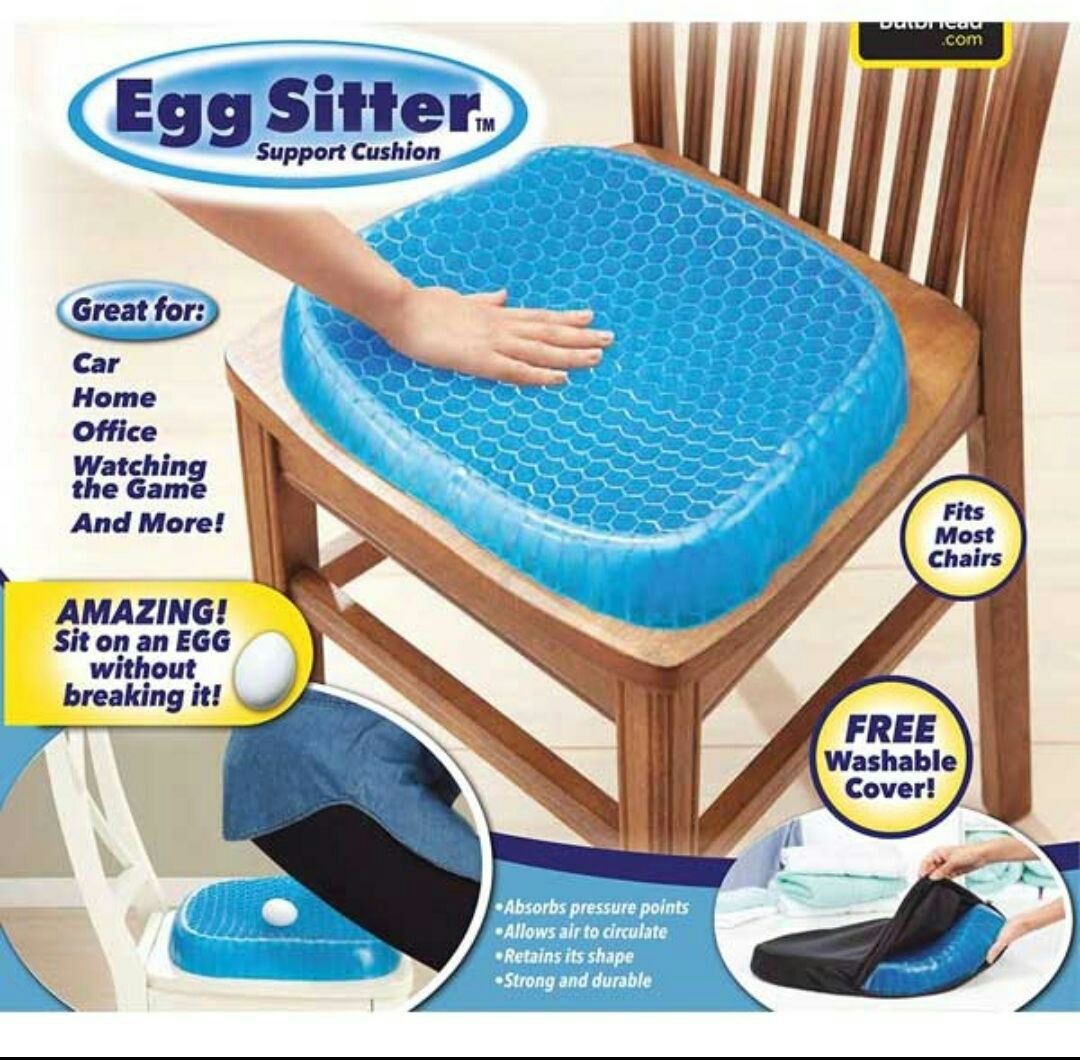 .com
Egg Sitter™
Support Cushion
Great for:
Car
Home
Office
Watching
the Game
And More!
Fits
Most
Chairs
AMAZING!
Sit on an EGG
without
breaking it!
FREE
Washable
Cover!
•Absorbs pressure points
•Allows air to circulate
•Retains its shape
•Strong and durable